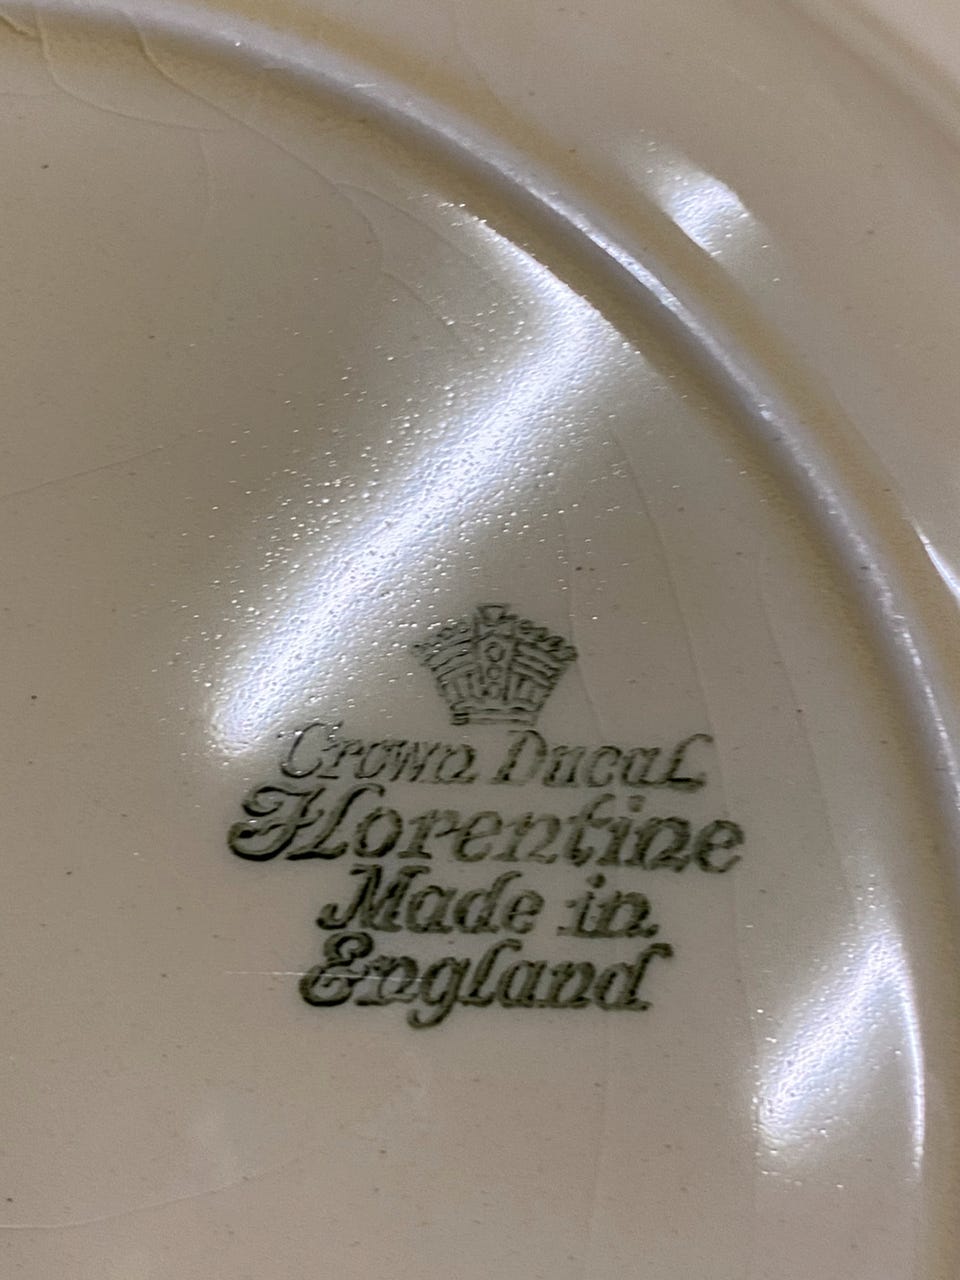 Crown Ducal
Florentine
Made in
England